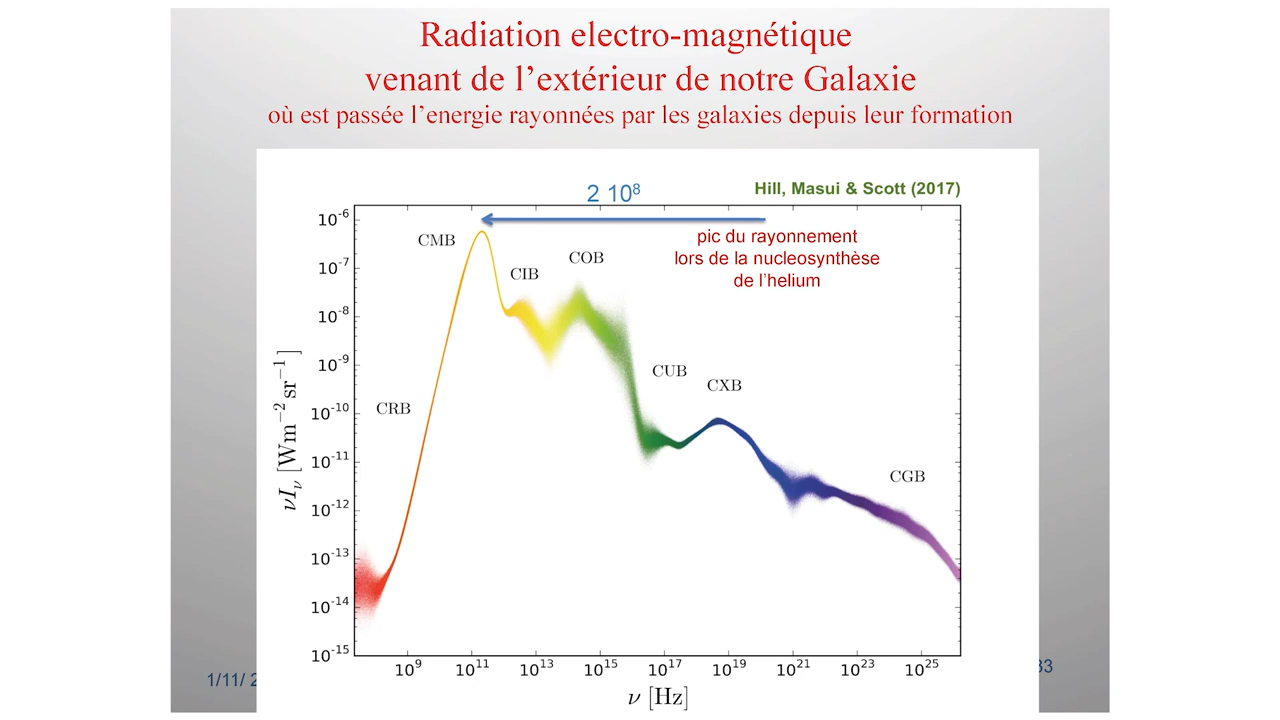 Radiation electro-magnétique
venant de l’extérieur de notre Galaxie
où est passée l’energie rayonnées par les galaxies depuis leur formation
2 10⁸
Hill, Masui & Scott (2017)
pic du rayonnement
lors de la nucleosynthèse
de l’helium
CMB
CIB
COB
CUB
CXB
CRB
CGB
νIν [Wm⁻² sr⁻¹]
10⁻⁶
10⁻⁷
10⁻⁸
10⁻⁹
10⁻¹⁰
10⁻¹¹
10⁻¹²
10⁻¹³
10⁻¹⁴
10⁻¹⁵
10⁹ 10¹¹ 10¹³ 10¹⁵ 10¹⁷ 10¹⁹ 10²¹ 10²³ 10²⁵
ν [Hz]
1/11/ 2
33